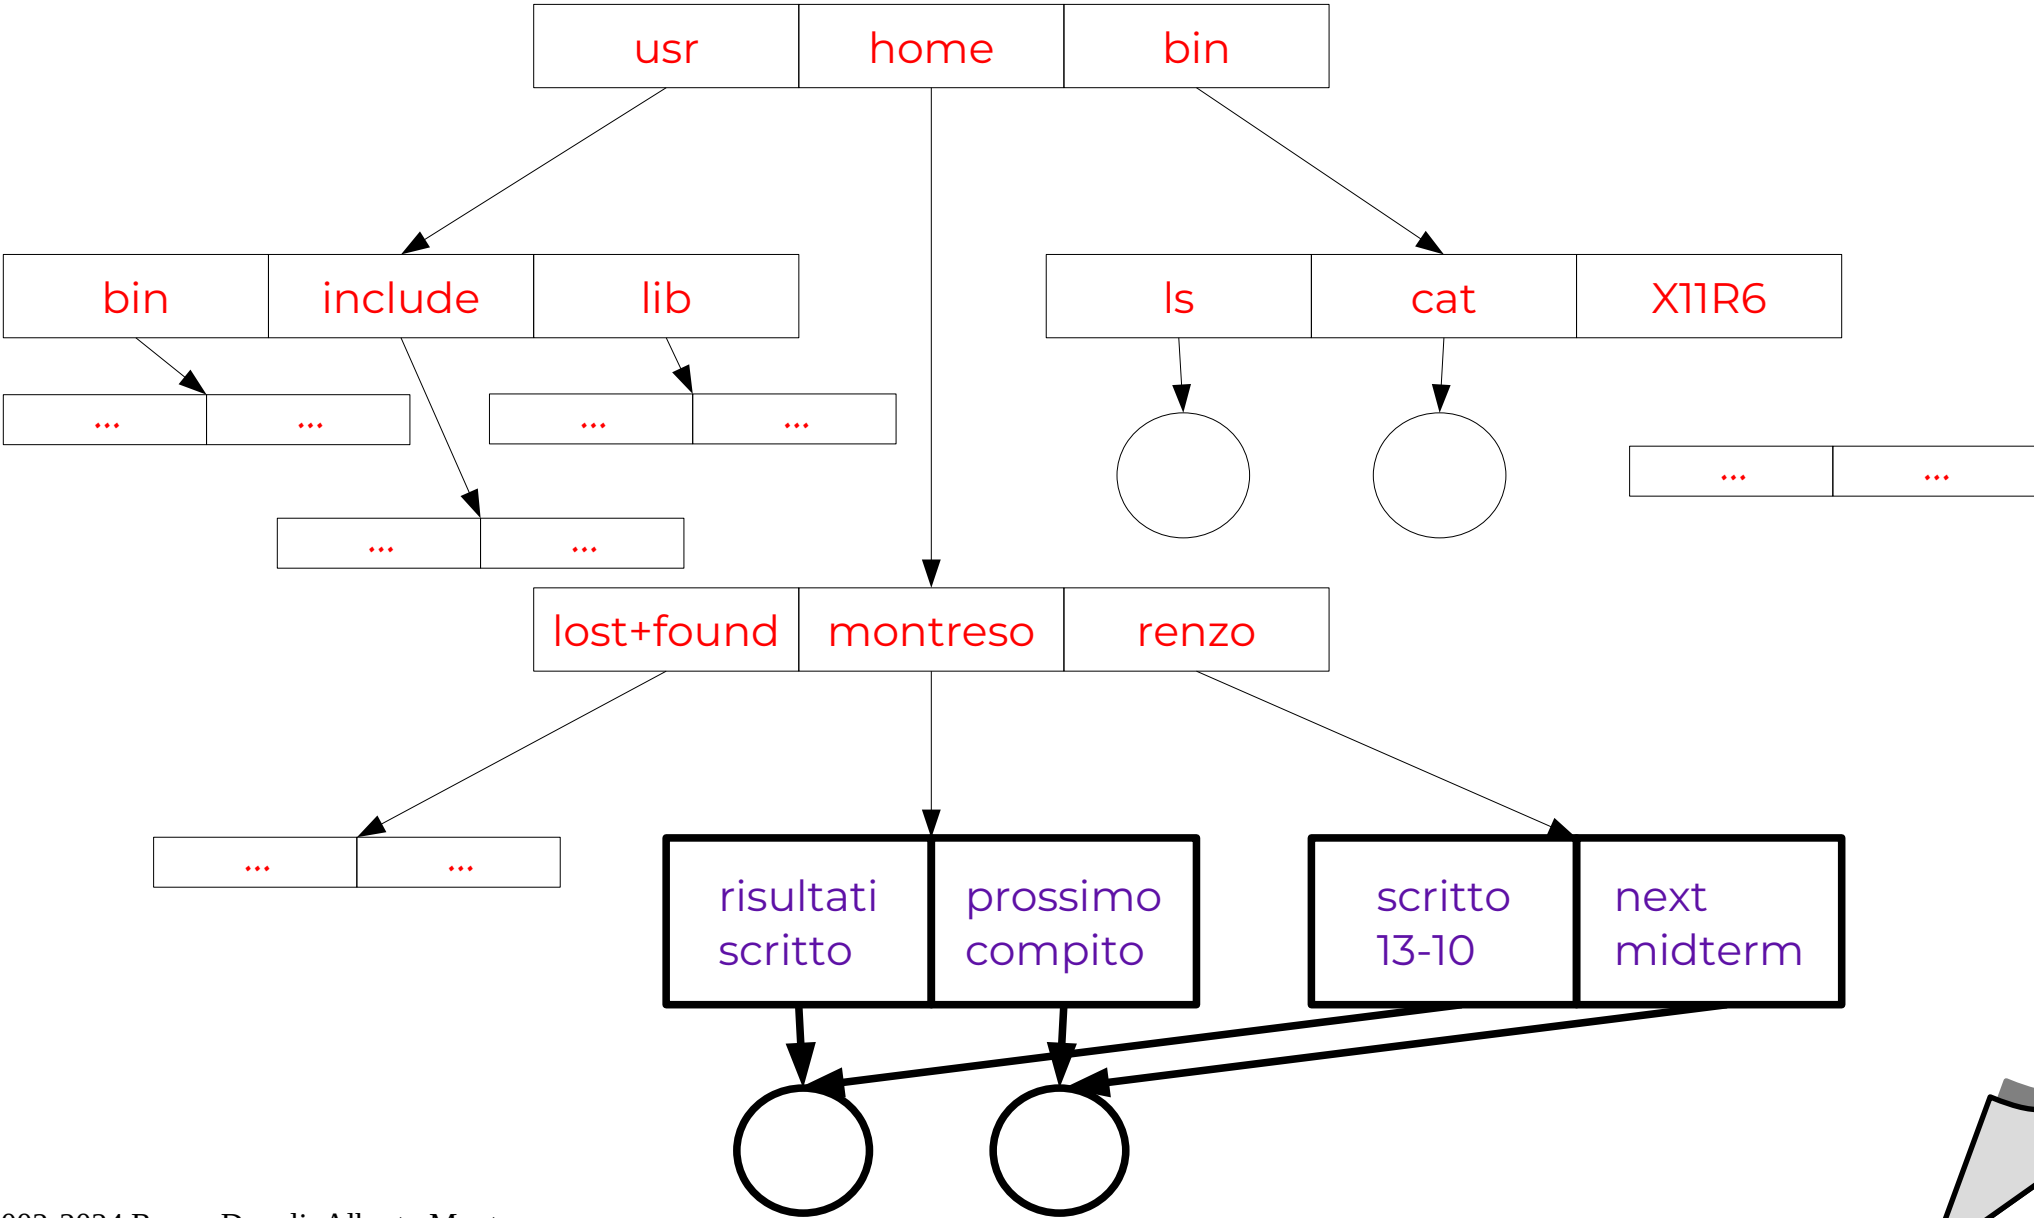 usr home bin
bin include lib ls cat X11R6
... ... ... ...
... ...
... ...
lost+found montreso renzo
... ...
risultati prossimo scritto next
scritto compito 13-10 midterm